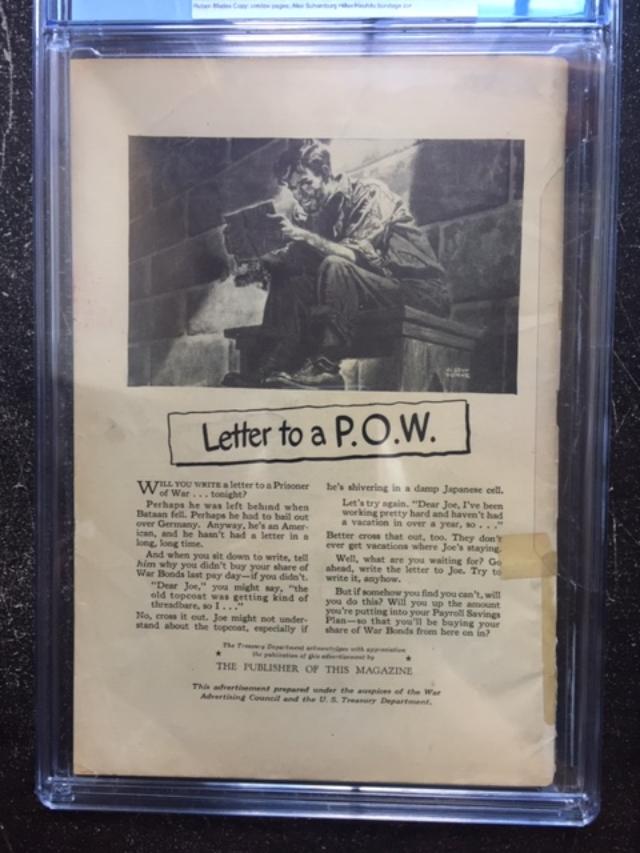 Letter to a P.O.W.
WILL YOU WRITE a letter to a Prisoner
of War . . . tonight?
Perhaps he was left behind when
Bataan fell. Perhaps he had to bail out
over Germany. Anyway, he's an Amer-
ican, and he hasn't had a letter in a
long, long time.
And when you sit down to write, tell
him why you didn't buy your share of
War Bonds last pay day—if you didn't.
"Dear Joe," you might say, "the
old topcoat was getting kind of
threadbare, so I . . ."
No, cross it out. Joe might not under-
stand about the topcoat, especially if
he's shivering in a damp Japanese cell.
Let's try again. "Dear Joe, I've been
working pretty hard and haven't had
a vacation in over a year, so . . ."
Better cross that out, too. They don't
ever get vacations where Joe's staying.
Well, what are you waiting for? Go
ahead, write the letter to Joe. Try to
write it, anyhow.
But if somehow you find you can't, will
you do this? Will you up the amount
you're putting into your Payroll Savings
Plan—so that you'll be buying your
share of War Bonds from here on in?
The Treasury Department acknowledges with appreciation
the publication of this advertisement by
THE PUBLISHER OF THIS MAGAZINE
This advertisement prepared under the auspices of the War
Advertising Council and the U. S. Treasury Department.